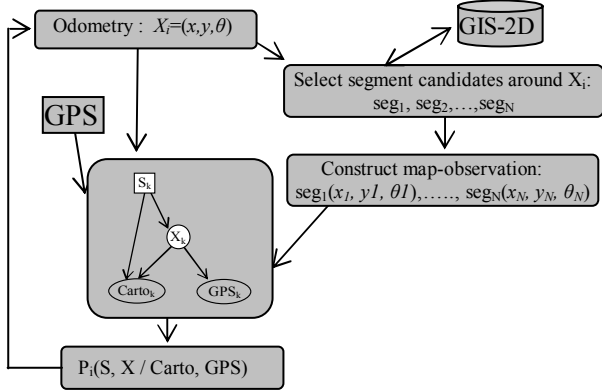 Odometry : Xi=(x,y,θ)
GIS-2D
Select segment candidates around Xi:
seg1, seg2,…,segN
GPS
Construct map-observation:
seg1(x1, y1, θ1),….., segN(xN, yN, θN)
Sk
Xk
Cartok
GPSk
Pi(S, X / Carto, GPS)